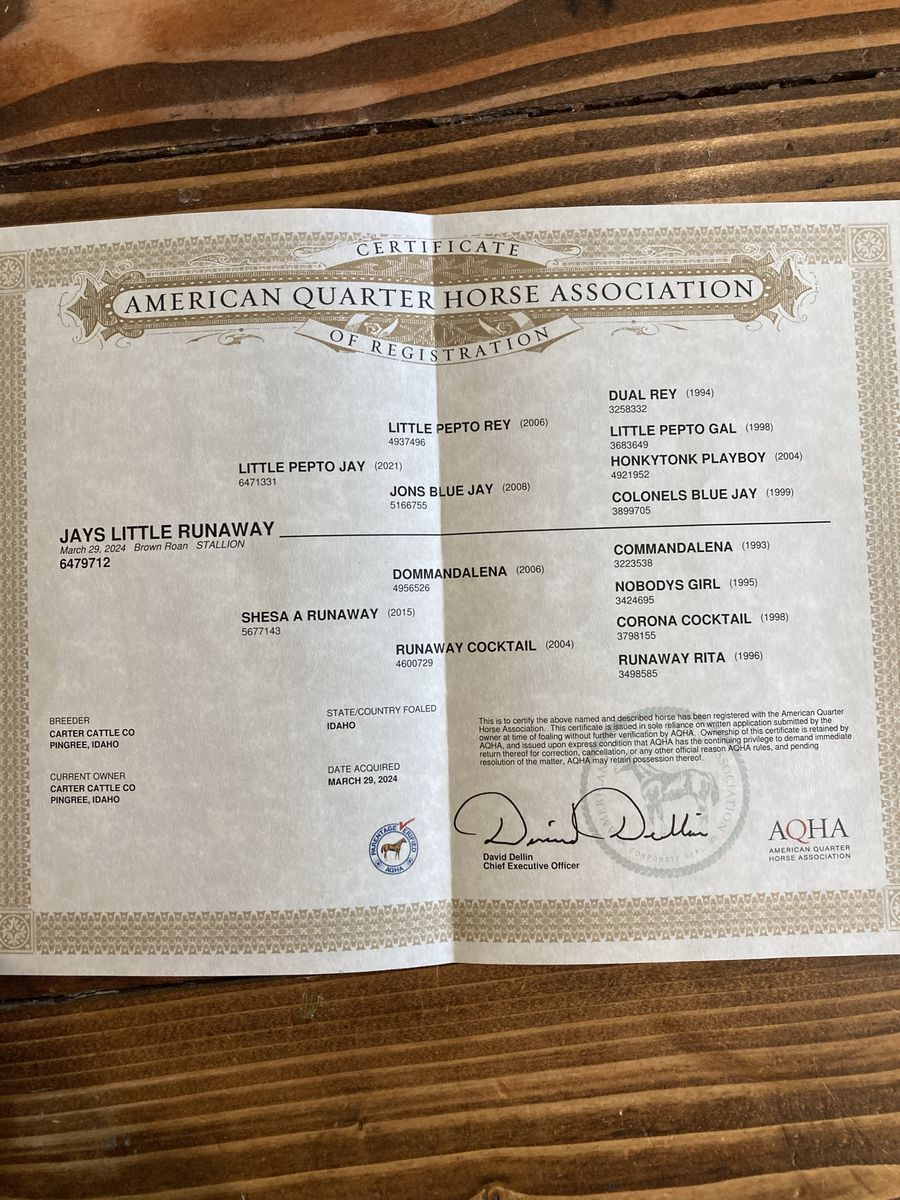 CERTIFICATE
AMERICAN QUARTER HORSE ASSOCIATION
OF REGISTRATION
DUAL REY (1994)
3258332
LITTLE PEPTO REY (2006)
4937496
LITTLE PEPTO GAL (1998)
3683649
LITTLE PEPTO JAY (2021)
6471331
HONKYTONK PLAYBOY (2004)
4921952
JONS BLUE JAY (2008)
5166755
COLONELS BLUE JAY (1999)
3899705
JAYS LITTLE RUNAWAY
March 29, 2024 Brown Roan STALLION
6479712
COMMANDALENA (1993)
3223538
DOMMANDALENA (2006)
4956526
NOBODYS GIRL (1995)
3424695
SHESA A RUNAWAY (2015)
5677143
CORONA COCKTAIL (1998)
3798155
RUNAWAY COCKTAIL (2004)
4600729
RUNAWAY RITA (1996)
3498585
BREEDER
CARTER CATTLE CO
PINGREE, IDAHO
STATE/COUNTRY FOALED
IDAHO
CURRENT OWNER
CARTER CATTLE CO
PINGREE, IDAHO
DATE ACQUIRED
MARCH 29, 2024
PARENTAGE VERIFIED
AQHA
This is to certify the above named and described horse has been registered with the American Quarter
Horse Association. This certificate is issued in sole reliance on written application submitted by the
owner at time of foaling without further verification by AQHA. Ownership of this certificate is retained by
AQHA, and issued upon express condition that AQHA has the continuing privilege to demand immediate
return thereof for correction, cancellation, or any other official reason AQHA rules, and pending
resolution of the matter, AQHA may retain possession thereof.
David Dellin
David Dellin
Chief Executive Officer
CORPORATE SEAL
AQHA
AMERICAN QUARTER
HORSE ASSOCIATION